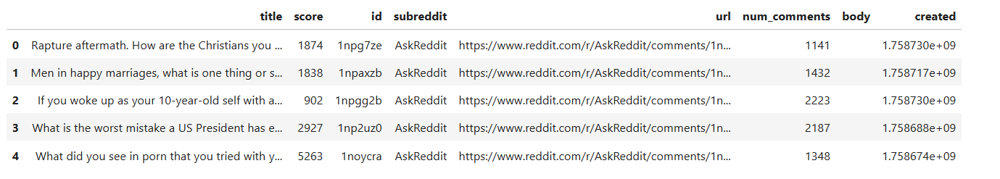 title score id subreddit url num_comments body created
0 Rapture aftermath. How are the Christians you ... 1874 1npg7ze AskReddit https://www.reddit.com/r/AskReddit/comments/1n... 1141 1.758730e+09
1 Men in happy marriages, what is one thing or s... 1838 1npaxzb AskReddit https://www.reddit.com/r/AskReddit/comments/1n... 1432 1.758717e+09
2 If you woke up as your 10-year-old self with a... 902 1npgg2b AskReddit https://www.reddit.com/r/AskReddit/comments/1n... 2223 1.758730e+09
3 What is the worst mistake a US President has e... 2927 1np2uz0 AskReddit https://www.reddit.com/r/AskReddit/comments/1n... 2187 1.758688e+09
4 What did you see in porn that you tried with y... 5263 1noycra AskReddit https://www.reddit.com/r/AskReddit/comments/1n... 1348 1.758674e+09